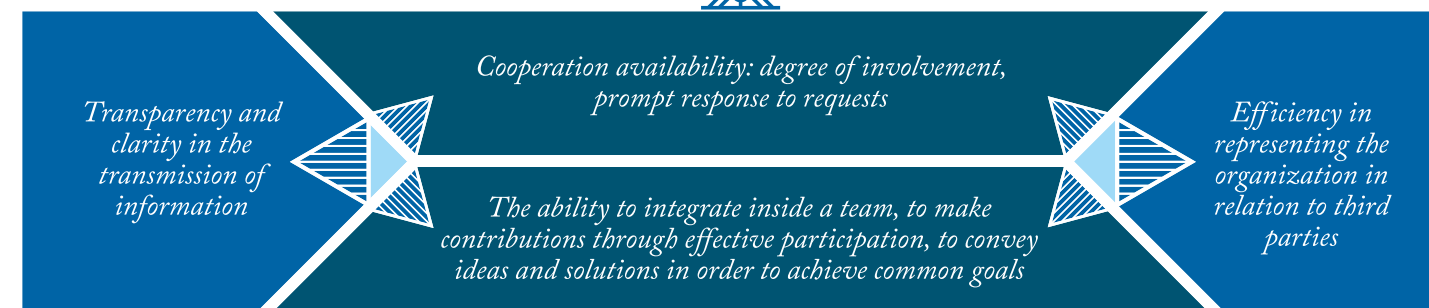 Transparency and
clarity in the
transmission of
information
Cooperation availability: degree of involvement,
prompt response to requests
The ability to integrate inside a team, to make
contributions through effective participation, to convey
ideas and solutions in order to achieve common goals
Efficiency in
representing the
organization in
relation to third
parties